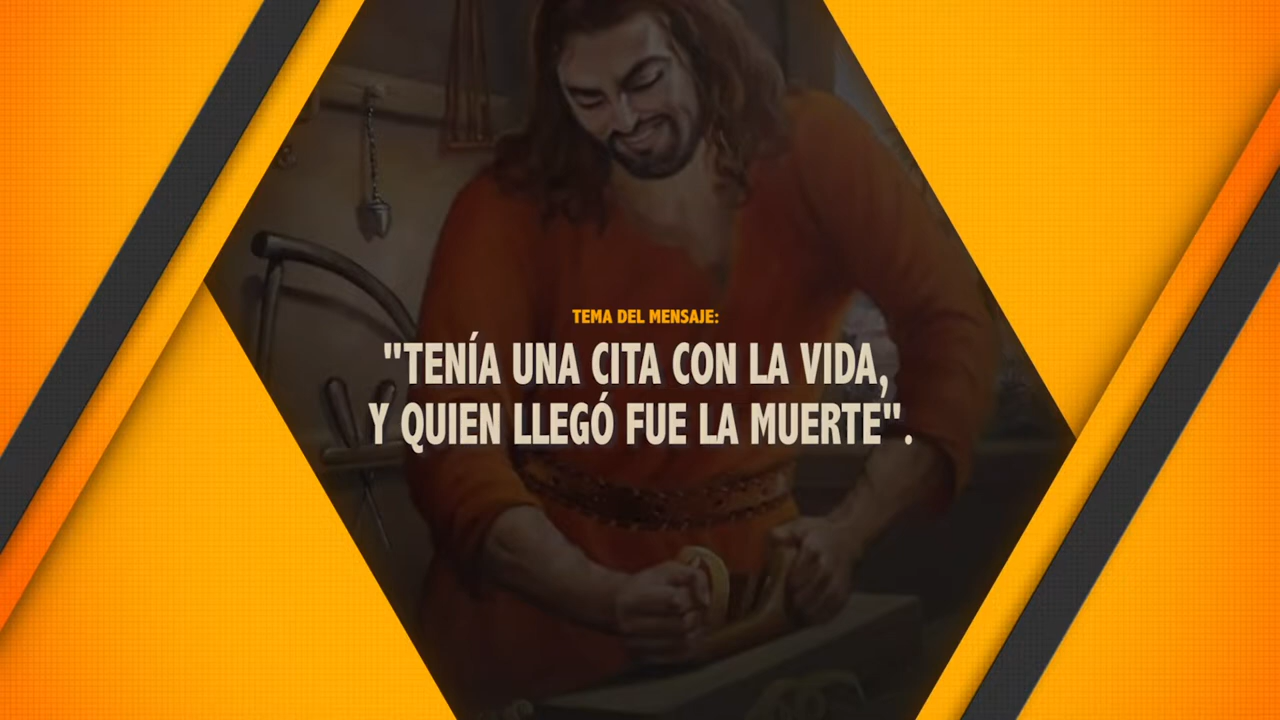 TEMA DEL MENSAJE:
"TENÍA UNA CITA CON LA VIDA,
Y QUIEN LLEGÓ FUE LA MUERTE".